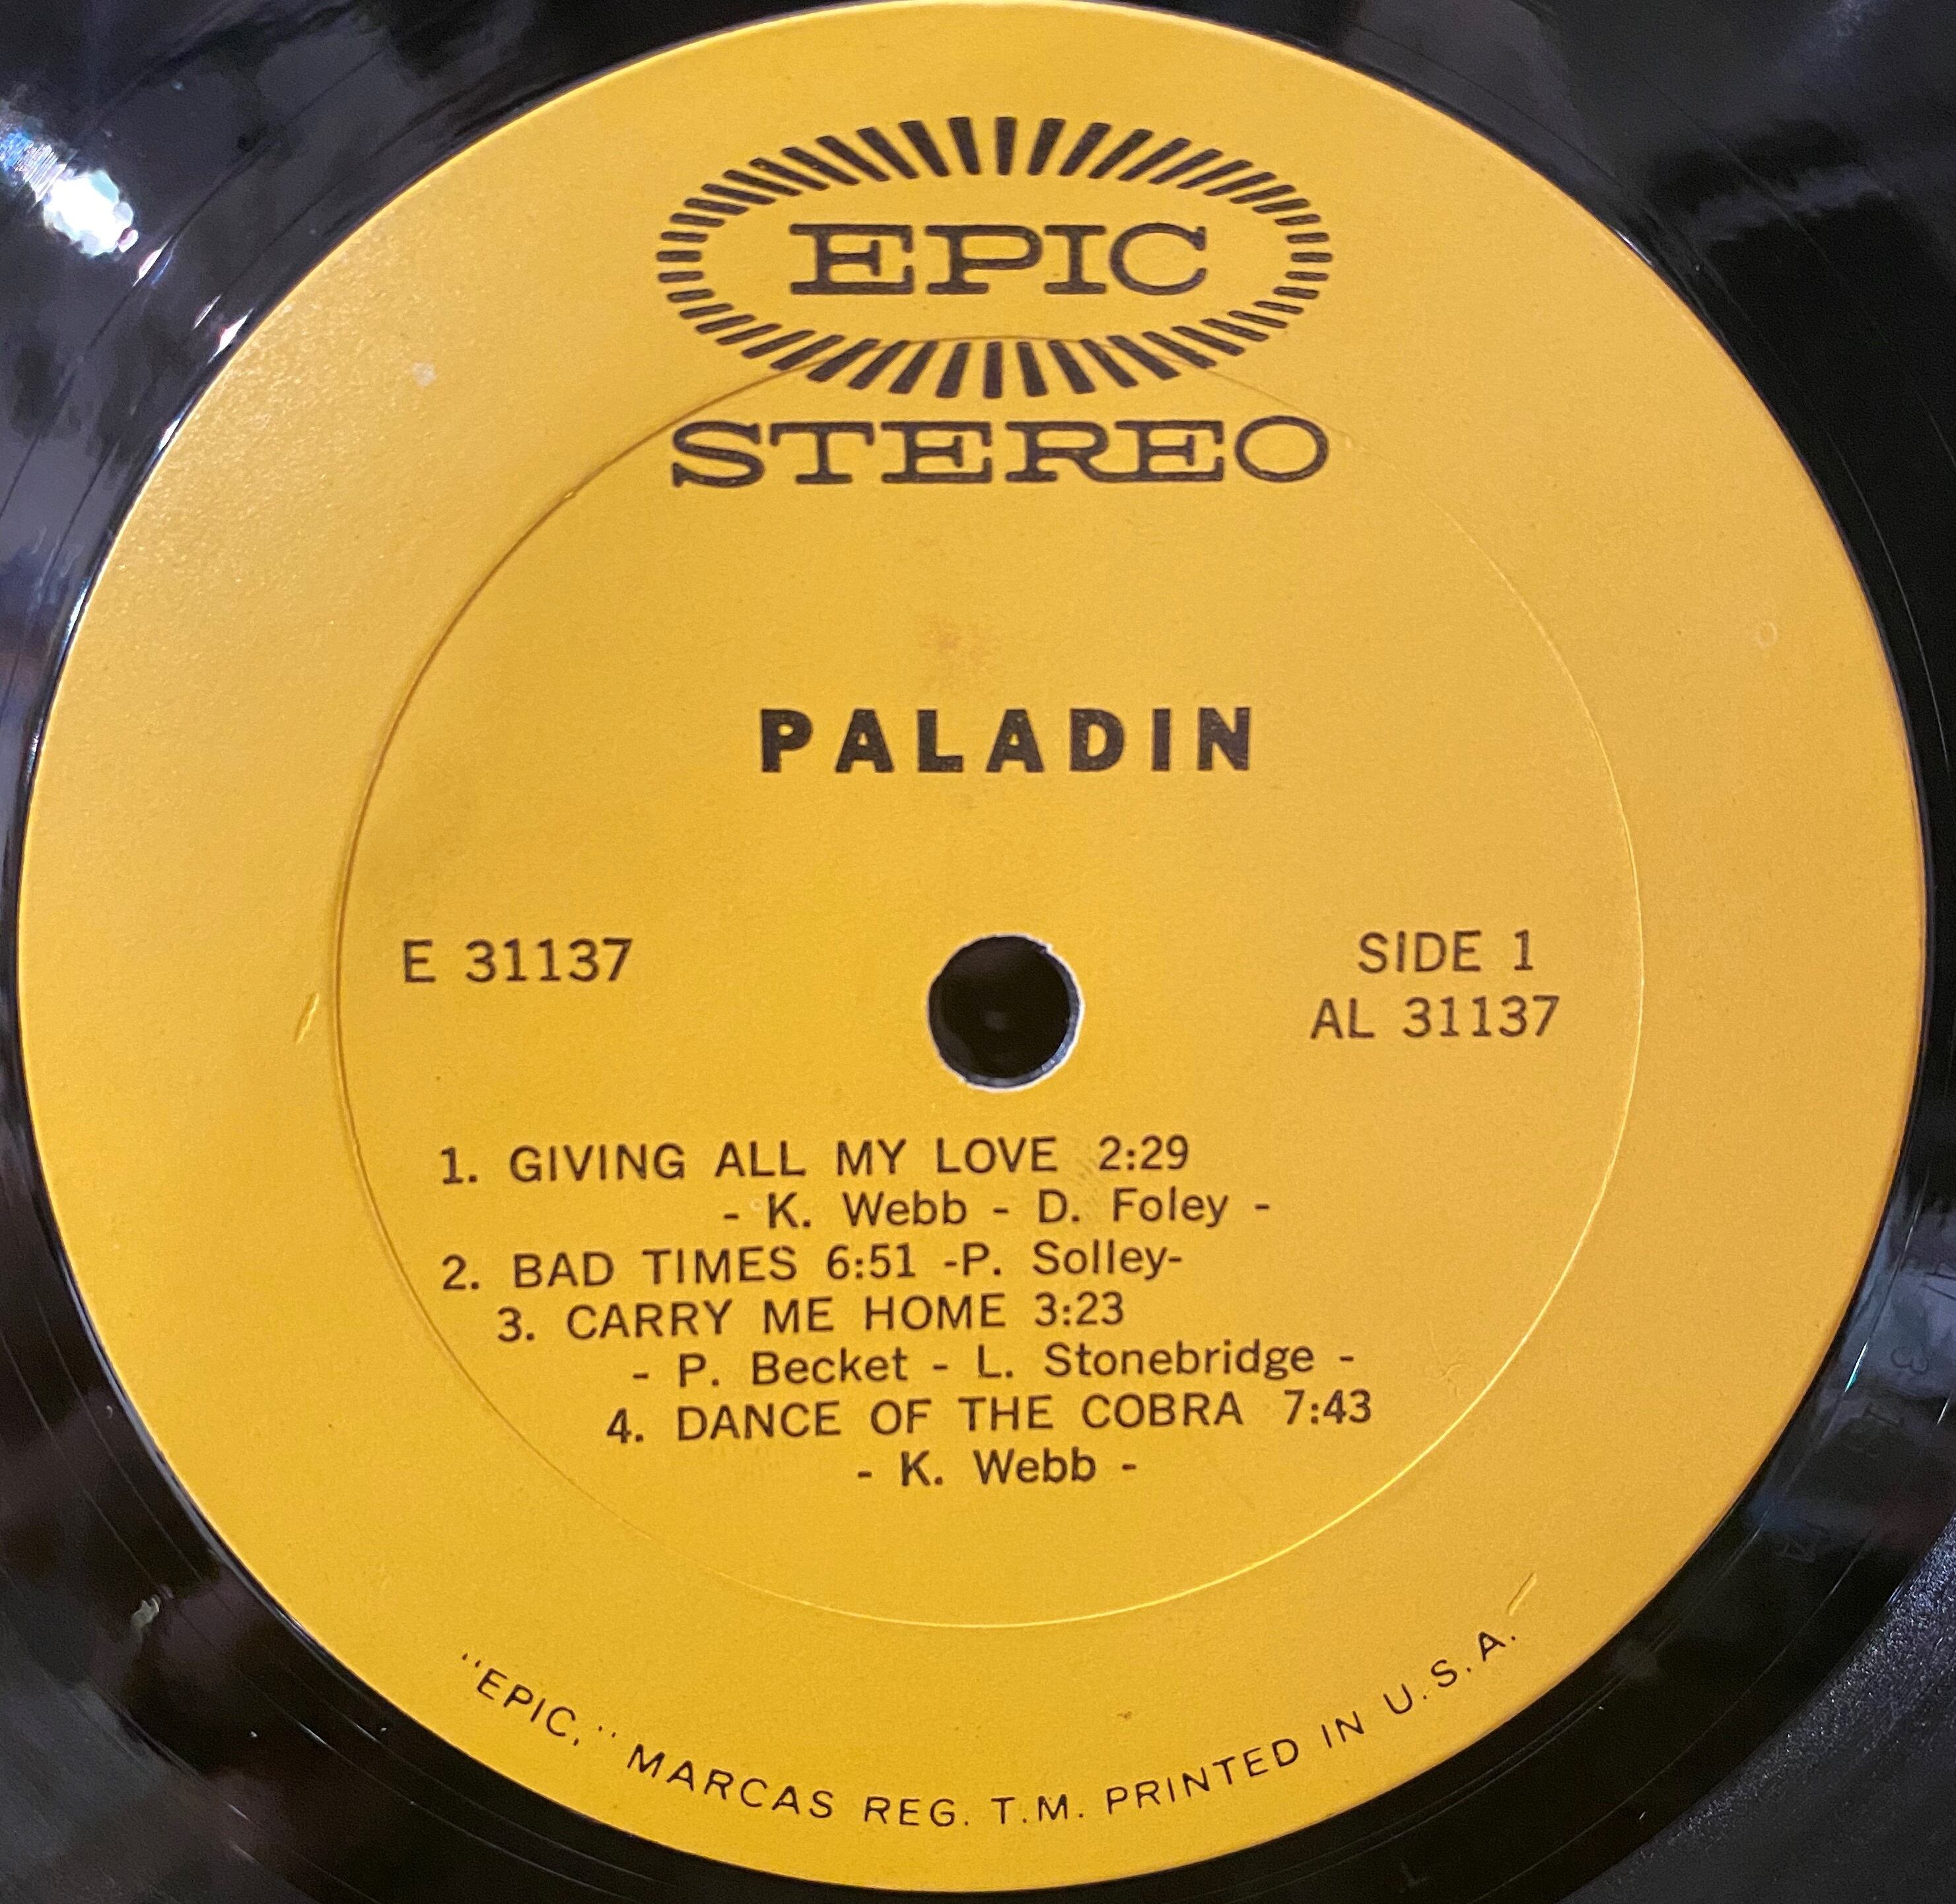 EPIC
STEREO
PALADIN
E 31137
SIDE 1
AL 31137
1. GIVING ALL MY LOVE 2:29
- K. Webb - D. Foley -
2. BAD TIMES 6:51 -P. Solley-
3. CARRY ME HOME 3:23
- P. Becket - L. Stonebridge -
4. DANCE OF THE COBRA 7:43
- K. Webb -
"EPIC," MARCAS REG. T.M. PRINTED IN U.S.A.